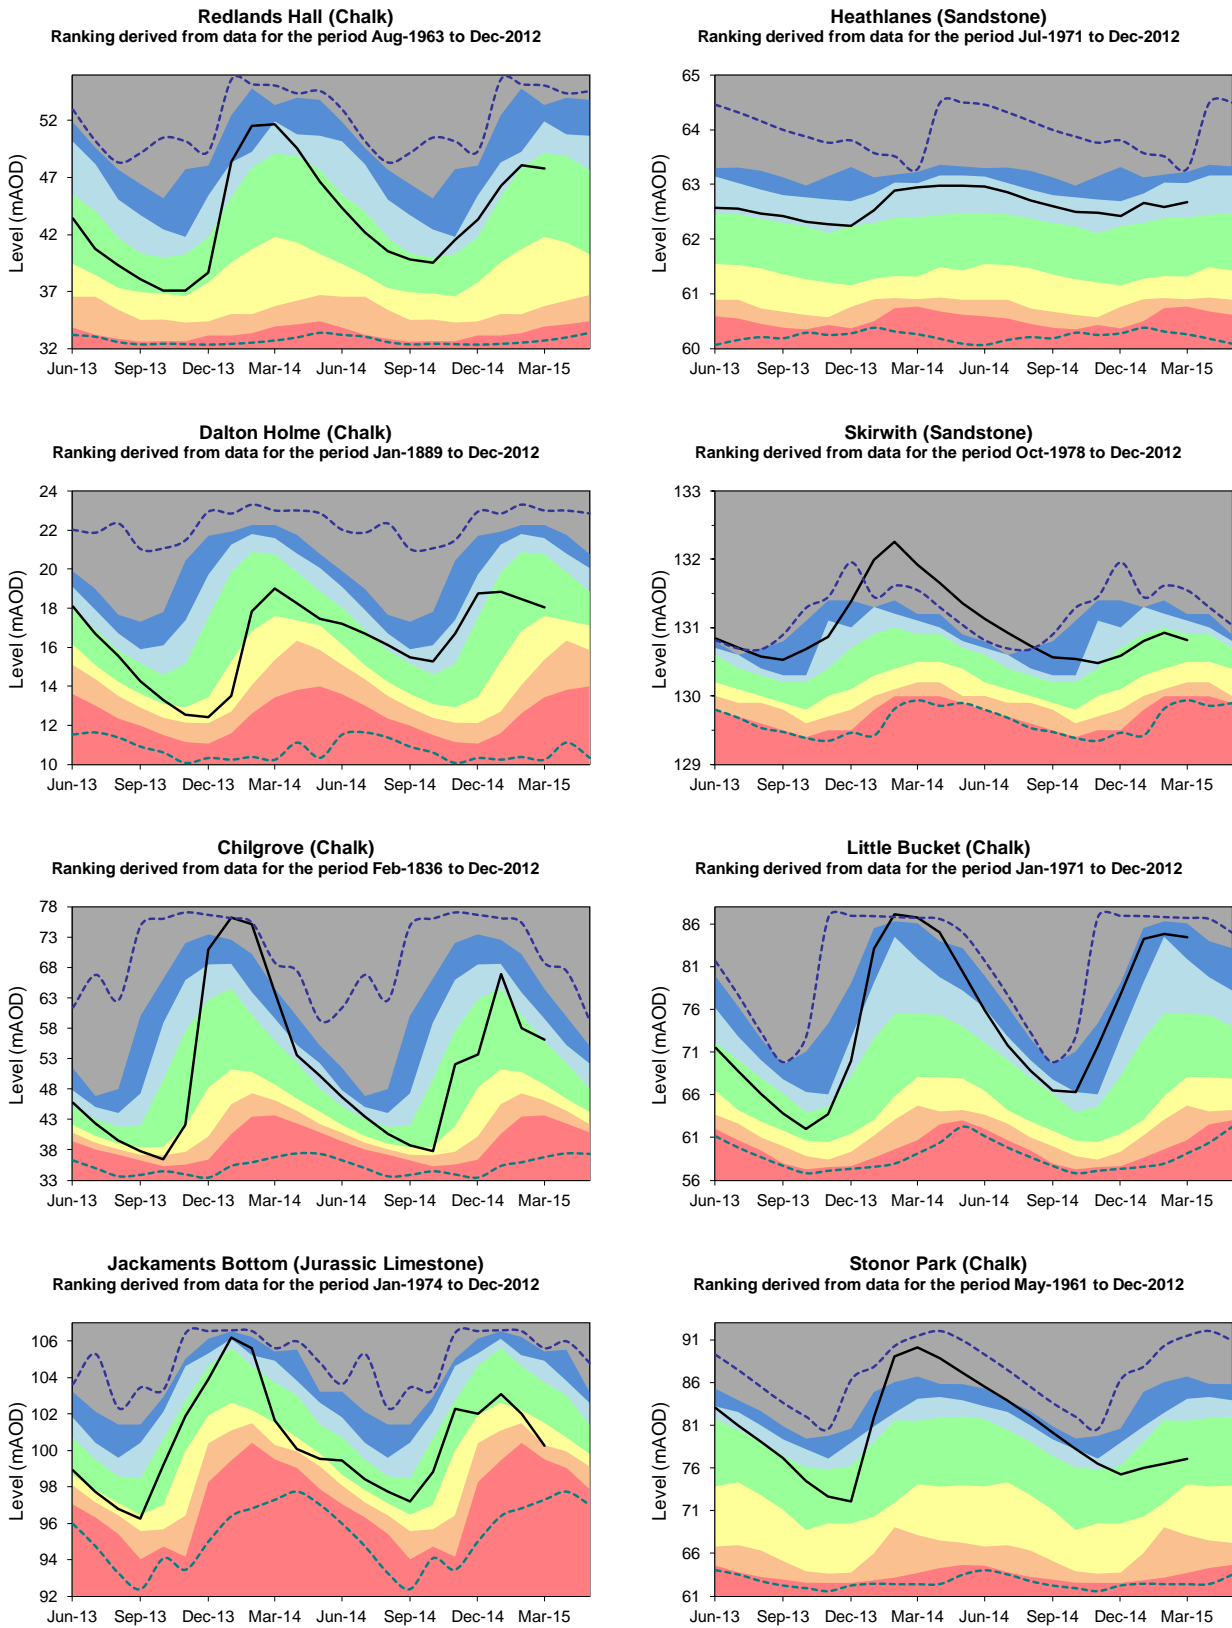 Redlands Hall (Chalk)
Ranking derived from data for the period Aug-1963 to Dec-2012
Level (mAOD)
52
47
42
37
32
Jun-13 Sep-13 Dec-13 Mar-14 Jun-14 Sep-14 Dec-14 Mar-15
Heathlanes (Sandstone)
Ranking derived from data for the period Jul-1971 to Dec-2012
Level (mAOD)
65
64
63
62
61
60
Jun-13 Sep-13 Dec-13 Mar-14 Jun-14 Sep-14 Dec-14 Mar-15
Dalton Holme (Chalk)
Ranking derived from data for the period Jan-1889 to Dec-2012
Level (mAOD)
24
22
20
18
16
14
12
10
Jun-13 Sep-13 Dec-13 Mar-14 Jun-14 Sep-14 Dec-14 Mar-15
Skirwith (Sandstone)
Ranking derived from data for the period Oct-1978 to Dec-2012
Level (mAOD)
133
132
131
130
129
Jun-13 Sep-13 Dec-13 Mar-14 Jun-14 Sep-14 Dec-14 Mar-15
Chilgrove (Chalk)
Ranking derived from data for the period Feb-1836 to Dec-2012
Level (mAOD)
78
73
68
63
58
53
48
43
38
33
Jun-13 Sep-13 Dec-13 Mar-14 Jun-14 Sep-14 Dec-14 Mar-15
Little Bucket (Chalk)
Ranking derived from data for the period Jan-1971 to Dec-2012
Level (mAOD)
86
81
76
71
66
61
56
Jun-13 Sep-13 Dec-13 Mar-14 Jun-14 Sep-14 Dec-14 Mar-15
Jackaments Bottom (Jurassic Limestone)
Ranking derived from data for the period Jan-1974 to Dec-2012
Level (mAOD)
106
104
102
100
98
96
94
92
Jun-13 Sep-13 Dec-13 Mar-14 Jun-14 Sep-14 Dec-14 Mar-15
Stonor Park (Chalk)
Ranking derived from data for the period May-1961 to Dec-2012
Level (mAOD)
91
86
81
76
71
66
61
Jun-13 Sep-13 Dec-13 Mar-14 Jun-14 Sep-14 Dec-14 Mar-15